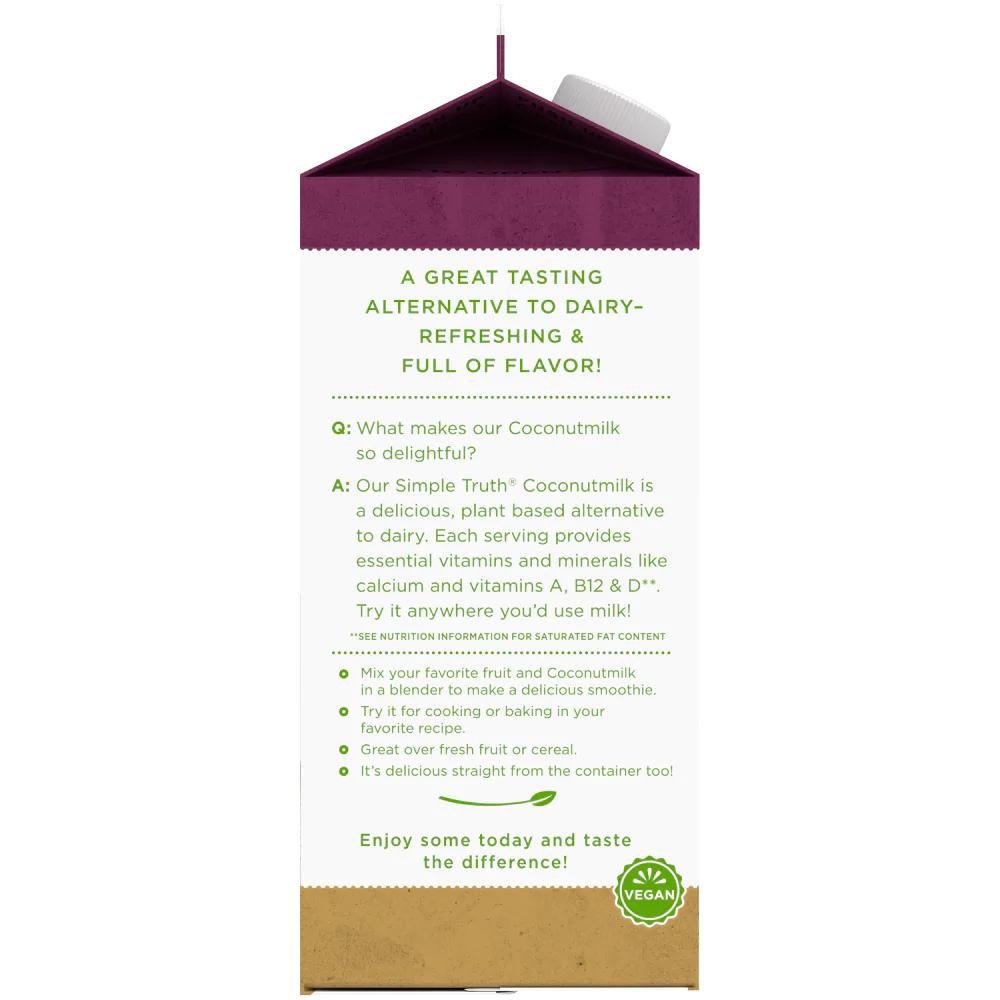 A GREAT TASTING
ALTERNATIVE TO DAIRY–
REFRESHING &
FULL OF FLAVOR!
Q: What makes our Coconutmilk
so delightful?
A: Our Simple Truth® Coconutmilk is
a delicious, plant based alternative
to dairy. Each serving provides
essential vitamins and minerals like
calcium and vitamins A, B12 & D**.
Try it anywhere you'd use milk!
**SEE NUTRITION INFORMATION FOR SATURATED FAT CONTENT
Mix your favorite fruit and Coconutmilk
in a blender to make a delicious smoothie.
Try it for cooking or baking in your
favorite recipe.
Great over fresh fruit or cereal.
It's delicious straight from the container too!
Enjoy some today and taste
the difference!
VEGAN